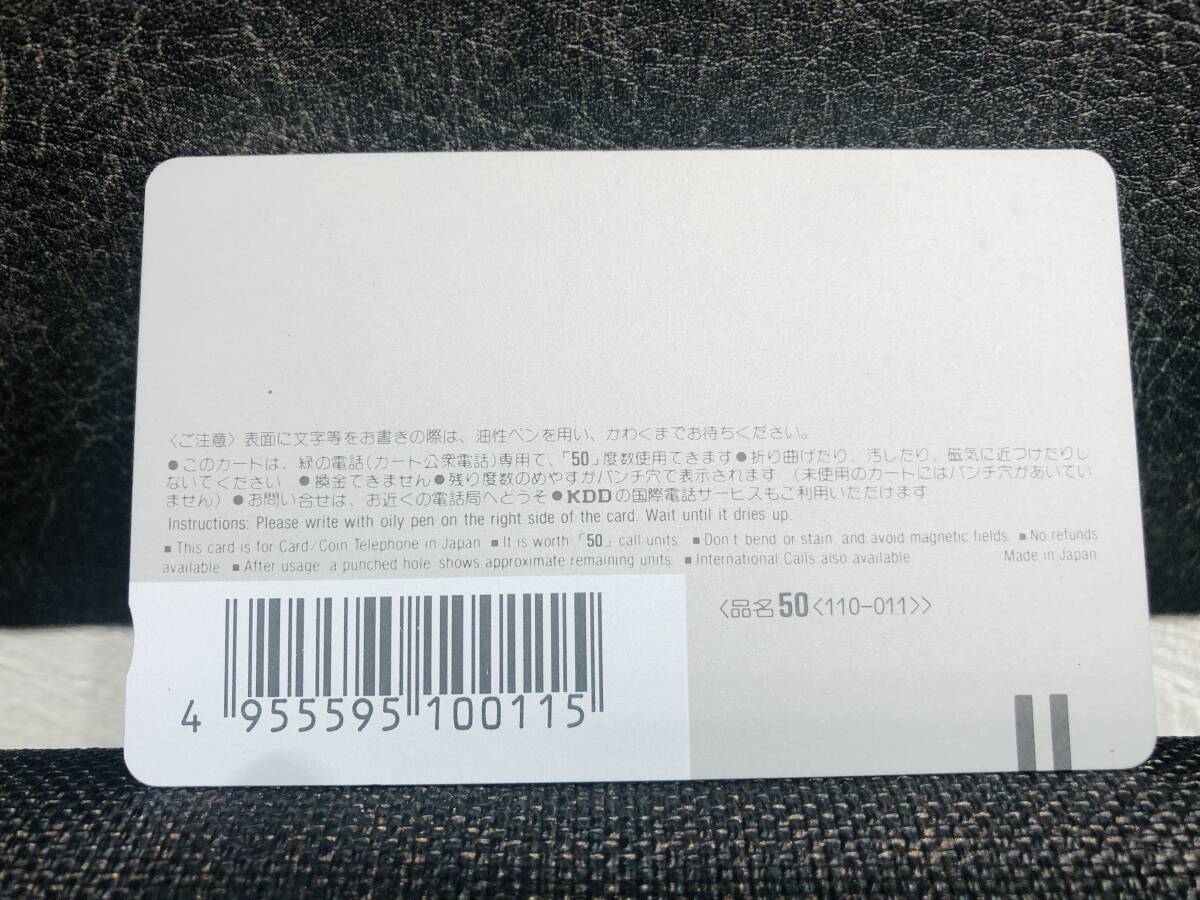 〈ご注意〉表面に文字等をお書きの際は、油性ペンを用い、かわくまでお待ちください。
●このカードは、緑の電話(カード公衆電話)専用で、「50」度数使用できます●折り曲げたり、汚したり、磁気に近づけたりし
ないでください ●換金できません●残り度数のめやすがパンチ穴で表示されます (未使用のカードにはパンチ穴があいてい
ません)●お問い合せは、お近くの電話局へどうぞ●KDDの国際電話サービスもご利用いただけます
Instructions: Please write with oily pen on the right side of the card. Wait until it dries up.
■This card is for Card/Coin Telephone in Japan ■It is worth「50」call units ■Don't bend or stain, and avoid magnetic fields ■No refunds
available ■After usage a punched hole shows approximate remaining units ■International Calls also available Made in Japan
〈品名50<110-011>〉
4 955595 100115